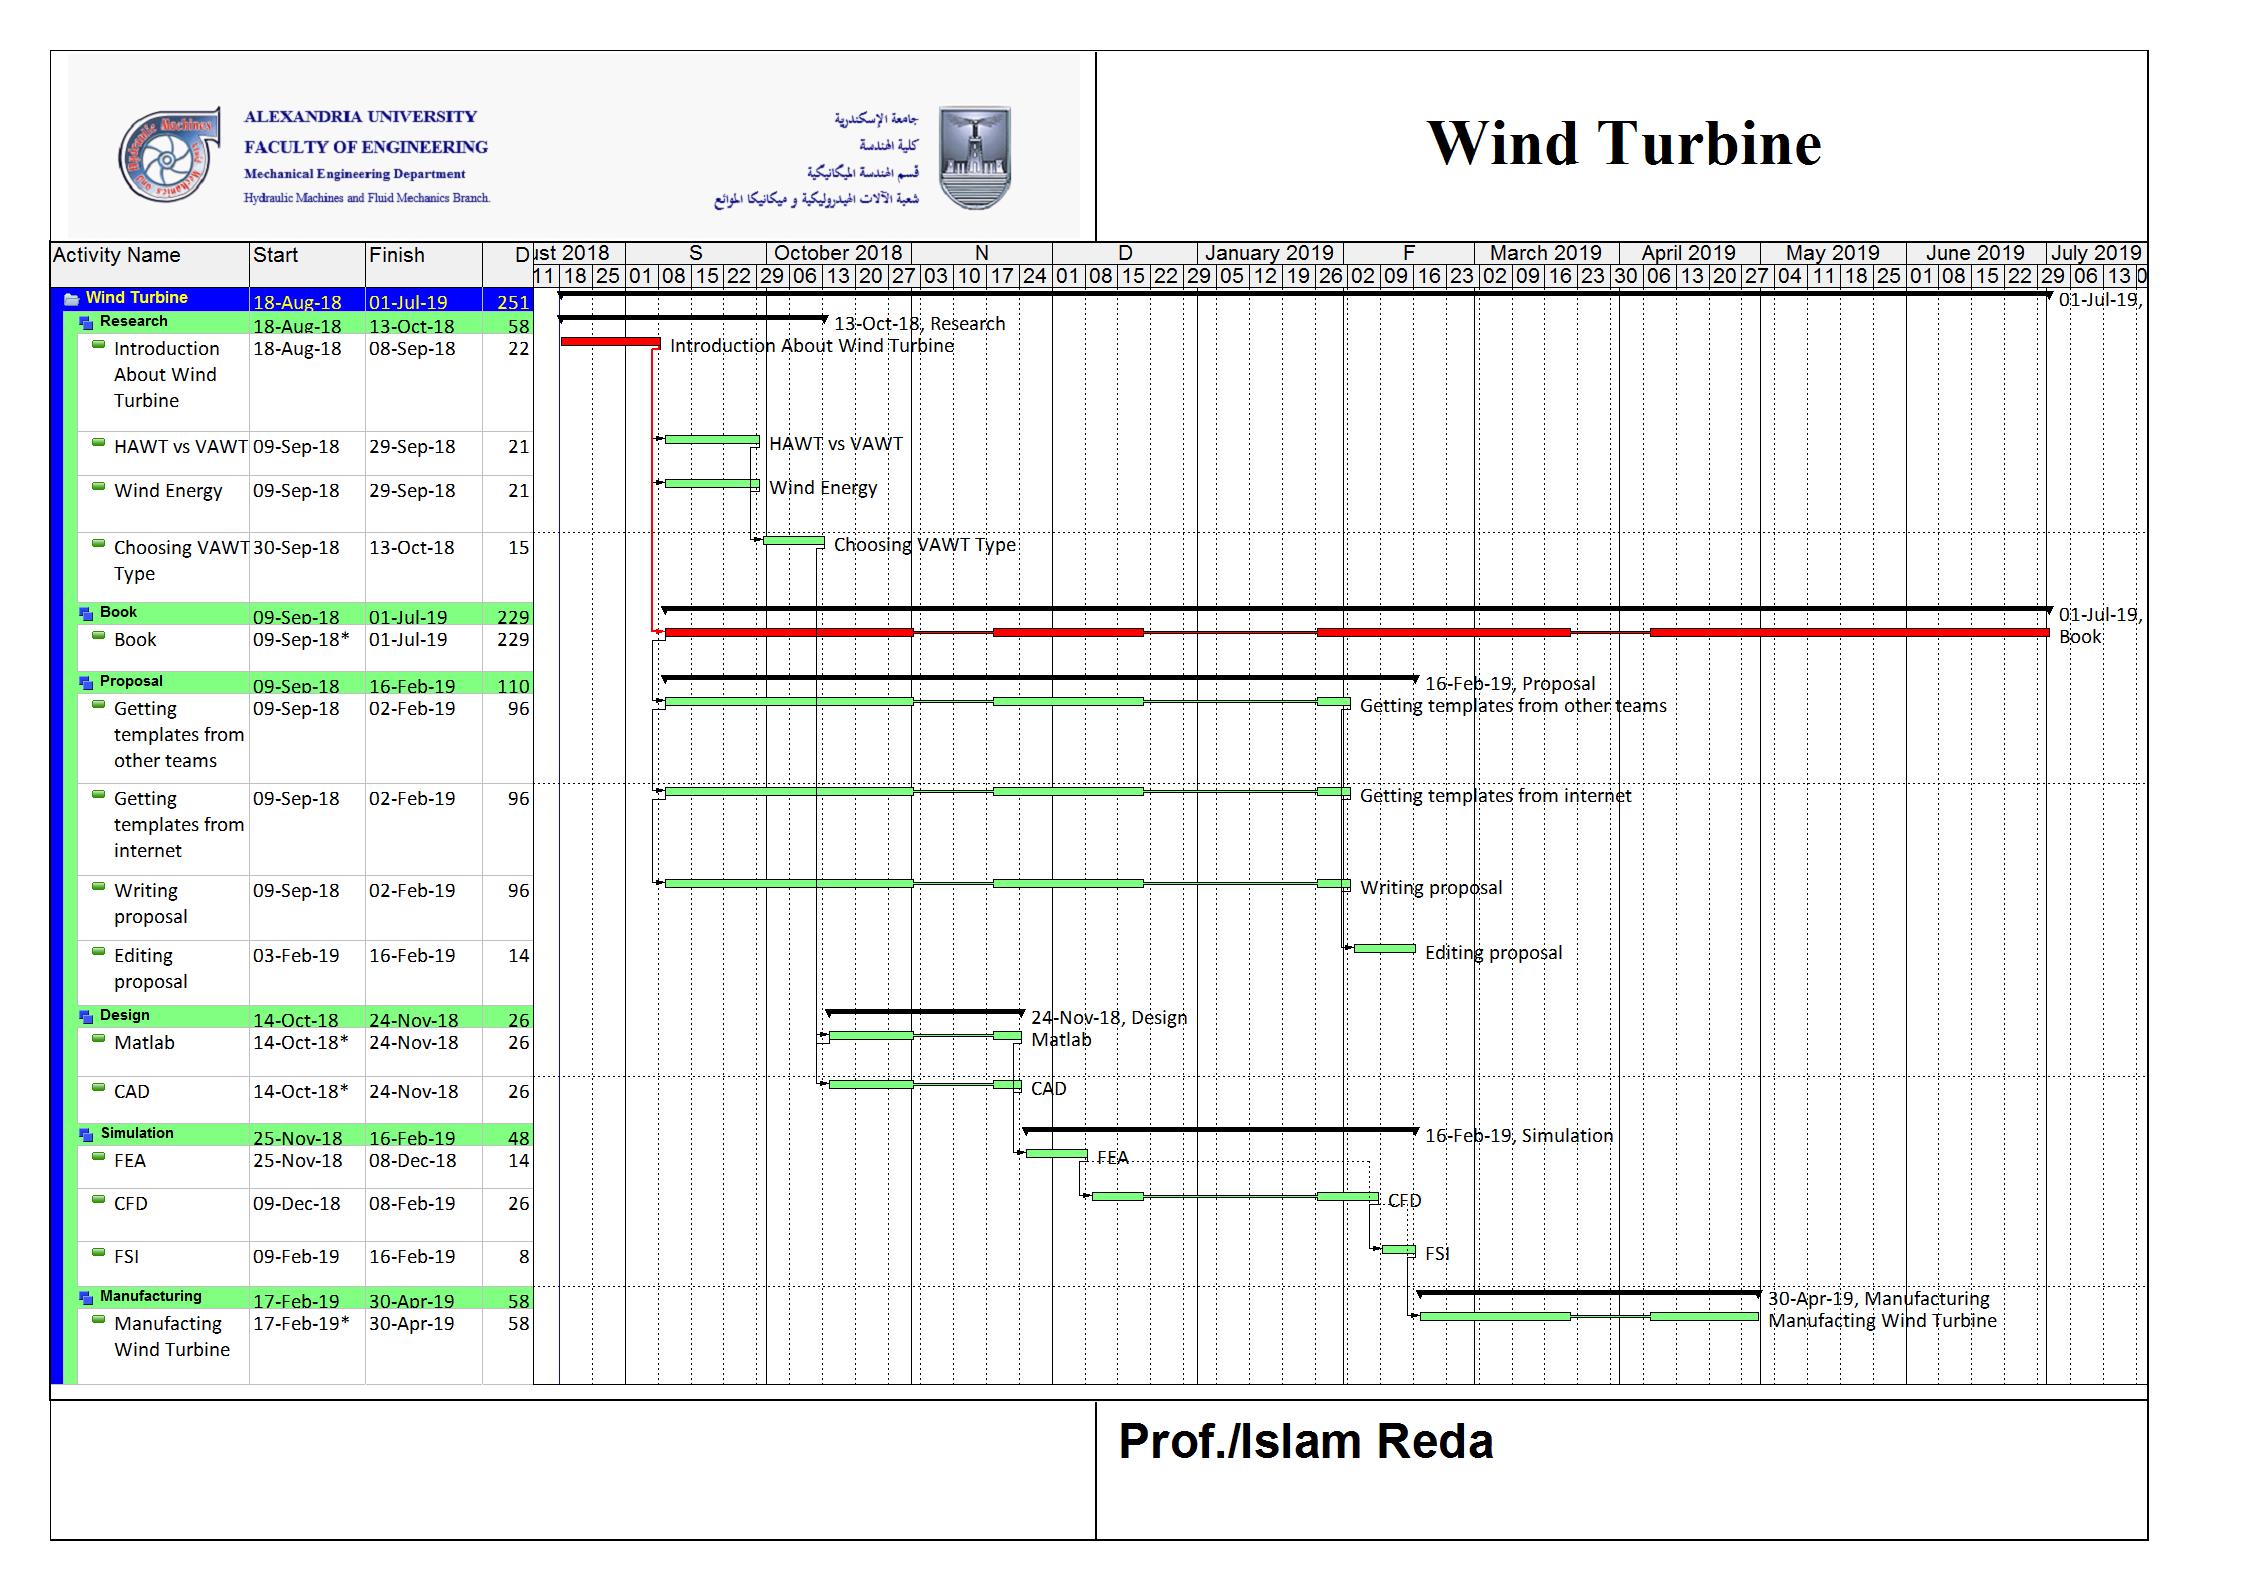 ALEXANDRIA UNIVERSITY
FACULTY OF ENGINEERING
Mechanical Engineering Department
Hydraulic Machines and Fluid Mechanics Branch.
جامعة الإسكندرية
كلية الهندسة
قسم الهندسة الميكانيكية
شعبة الآلات الهيدروليكية و ميكانيكا الموائع
Wind Turbine
Activity Name Start Finish D ust 2018 S October 2018 N D January 2019 F March 2019 April 2019 May 2019 June 2019 July 2019
11 18 25 01 08 15 22 29 06 13 20 27 03 10 17 24 01 08 15 22 29 05 12 19 26 02 09 16 23 02 09 16 23 30 06 13 20 27 04 11 18 25 01 08 15 22 29 06 13 0
Wind Turbine 18-Aug-18 01-Jul-19 251 01-Jul-19,
Research 18-Aug-18 13-Oct-18 58 13-Oct-18, Research
Introduction 18-Aug-18 08-Sep-18 22 Introduction About Wind Turbine
About Wind
Turbine
HAWT vs VAWT 09-Sep-18 29-Sep-18 21 HAWT vs VAWT
Wind Energy 09-Sep-18 29-Sep-18 21 Wind Energy
Choosing VAWT 30-Sep-18 13-Oct-18 15 Choosing VAWT Type
Type
Book 09-Sep-18 01-Jul-19 229 01-Jul-19,
Book 09-Sep-18* 01-Jul-19 229 Book
Proposal 09-Sep-18 16-Feb-19 110 16-Feb-19, Proposal
Getting 09-Sep-18 02-Feb-19 96 Getting templates from other teams
templates from
other teams
Getting 09-Sep-18 02-Feb-19 96 Getting templates from internet
templates from
internet
Writing 09-Sep-18 02-Feb-19 96 Writing proposal
proposal
Editing 03-Feb-19 16-Feb-19 14 Editing proposal
proposal
Design 14-Oct-18 24-Nov-18 26 24-Nov-18, Design
Matlab 14-Oct-18* 24-Nov-18 26 Matlab
CAD 14-Oct-18* 24-Nov-18 26 CAD
Simulation 25-Nov-18 16-Feb-19 48 16-Feb-19, Simulation
FEA 25-Nov-18 08-Dec-18 14 FEA
CFD 09-Dec-18 08-Feb-19 26 CFD
FSI 09-Feb-19 16-Feb-19 8 FSI
Manufacturing 17-Feb-19 30-Apr-19 58 30-Apr-19, Manufacturing
Manufacting 17-Feb-19* 30-Apr-19 58 Manufacting Wind Turbine
Wind Turbine
Prof./Islam Reda